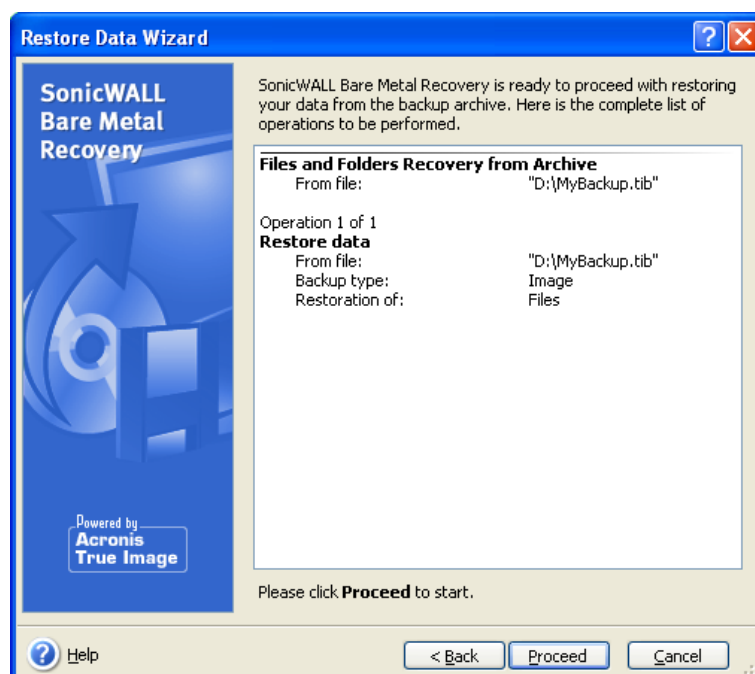 Restore Data Wizard
SonicWALL
Bare Metal
Recovery
SonicWALL Bare Metal Recovery is ready to proceed with restoring
your data from the backup archive. Here is the complete list of
operations to be performed.
Files and Folders Recovery from Archive
From file: "D:\MyBackup.tib"
Operation 1 of 1
Restore data
From file: "D:\MyBackup.tib"
Backup type: Image
Restoration of: Files
Powered by
Acronis
True Image
Please click Proceed to start.
Help
< Back
Proceed
Cancel